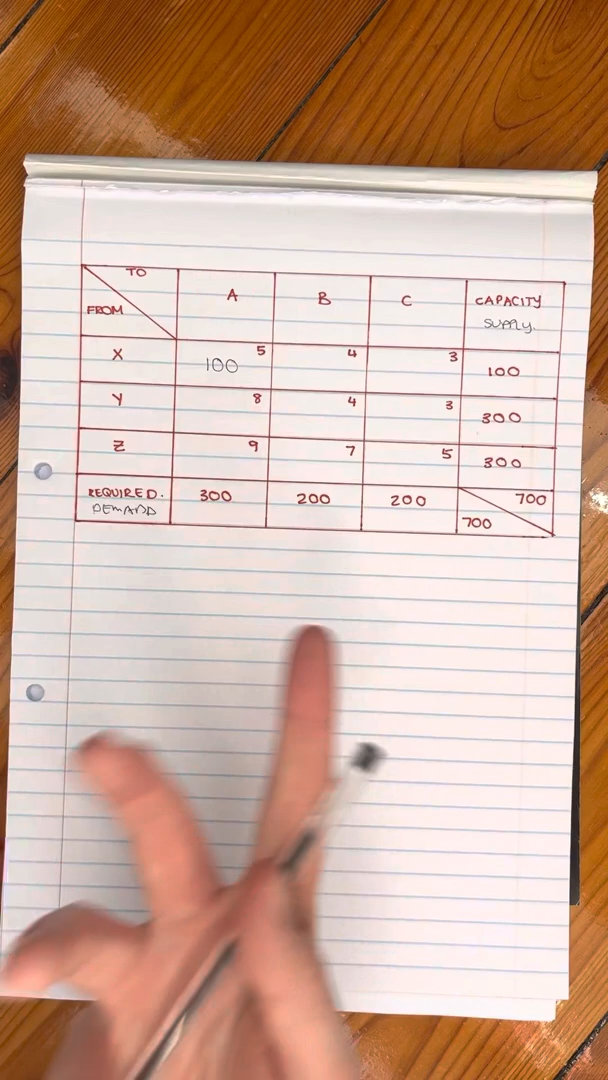 TO
FROM
A B C CAPACITY
SUPPLY.
X 100 5 4 3 100
Y 8 4 3 300
Z 9 7 5 300
REQUIRED. 300 200 200 700
DEMAND 700